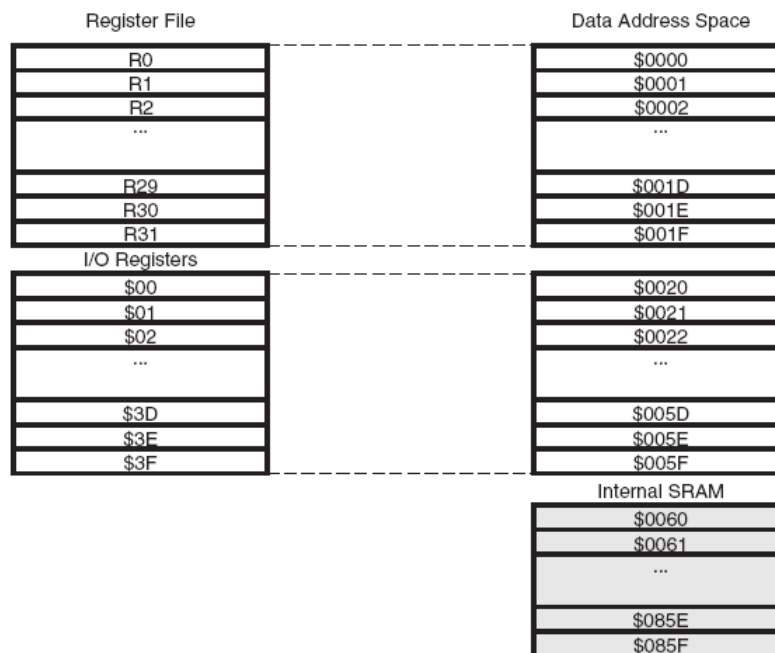 Register File Data Address Space
R0 $0000
R1 $0001
R2 $0002
... ...
R29 $001D
R30 $001E
R31 $001F
I/O Registers
$00 $0020
$01 $0021
$02 $0022
... ...
$3D $005D
$3E $005E
$3F $005F
Internal SRAM
$0060
$0061
...
$085E
$085F